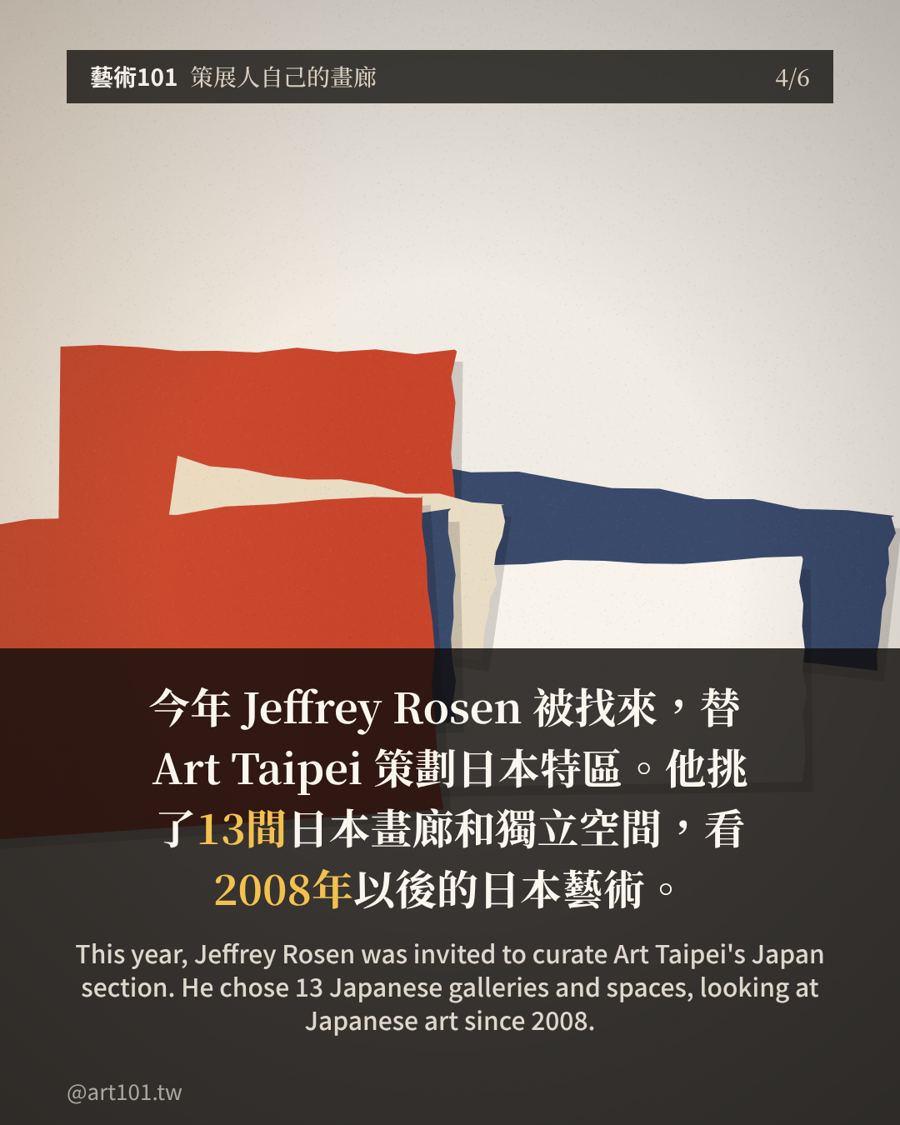 藝術101 策展人自己的畫廊 4/6
今年 Jeffrey Rosen 被找來，替
Art Taipei 策劃日本特區。他挑
了13間日本畫廊和獨立空間，看
2008年以後的日本藝術。
This year, Jeffrey Rosen was invited to curate Art Taipei's Japan
section. He chose 13 Japanese galleries and spaces, looking at
Japanese art since 2008.
@art101.tw